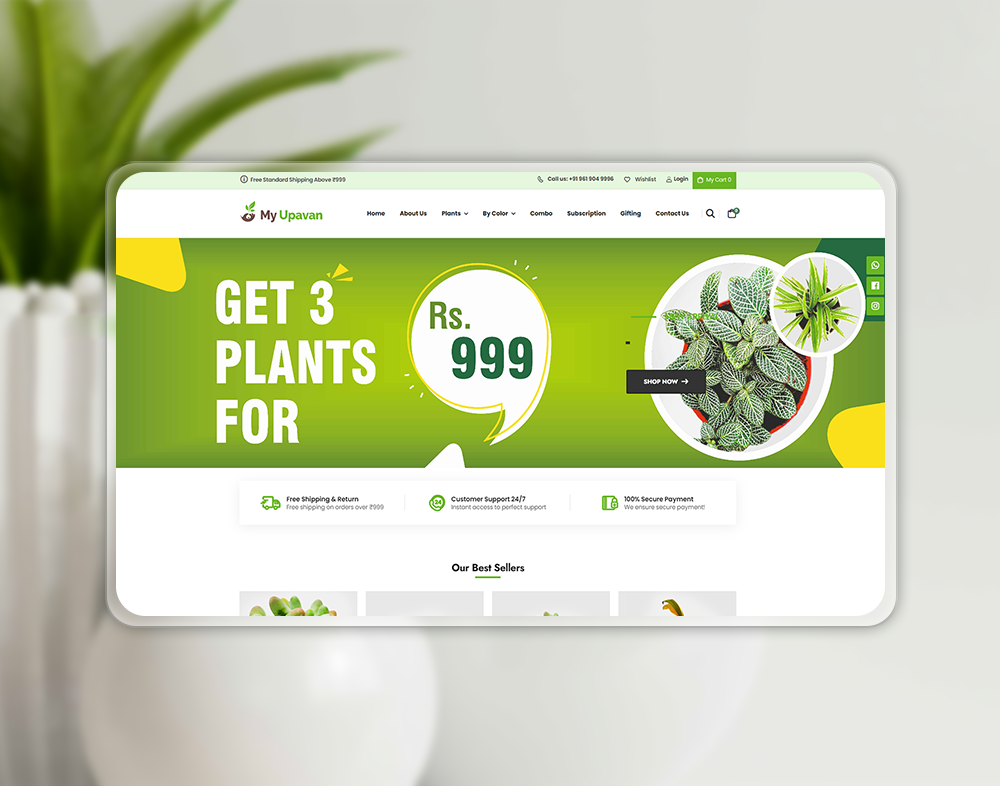 Free Standard Shipping Above ₹999
Call us: +91 961 904 9996
Wishlist
Login
My Cart 0
My Upavan
Home
About Us
Plants
By Color
Combo
Subscription
Gifting
Contact Us
0
GET 3
PLANTS
FOR
Rs.
999
SHOP NOW
Free Shipping & Return
Free shipping on orders over ₹999
24
Customer Support 24/7
Instant access to perfect support
100% Secure Payment
We ensure secure payment!
Our Best Sellers